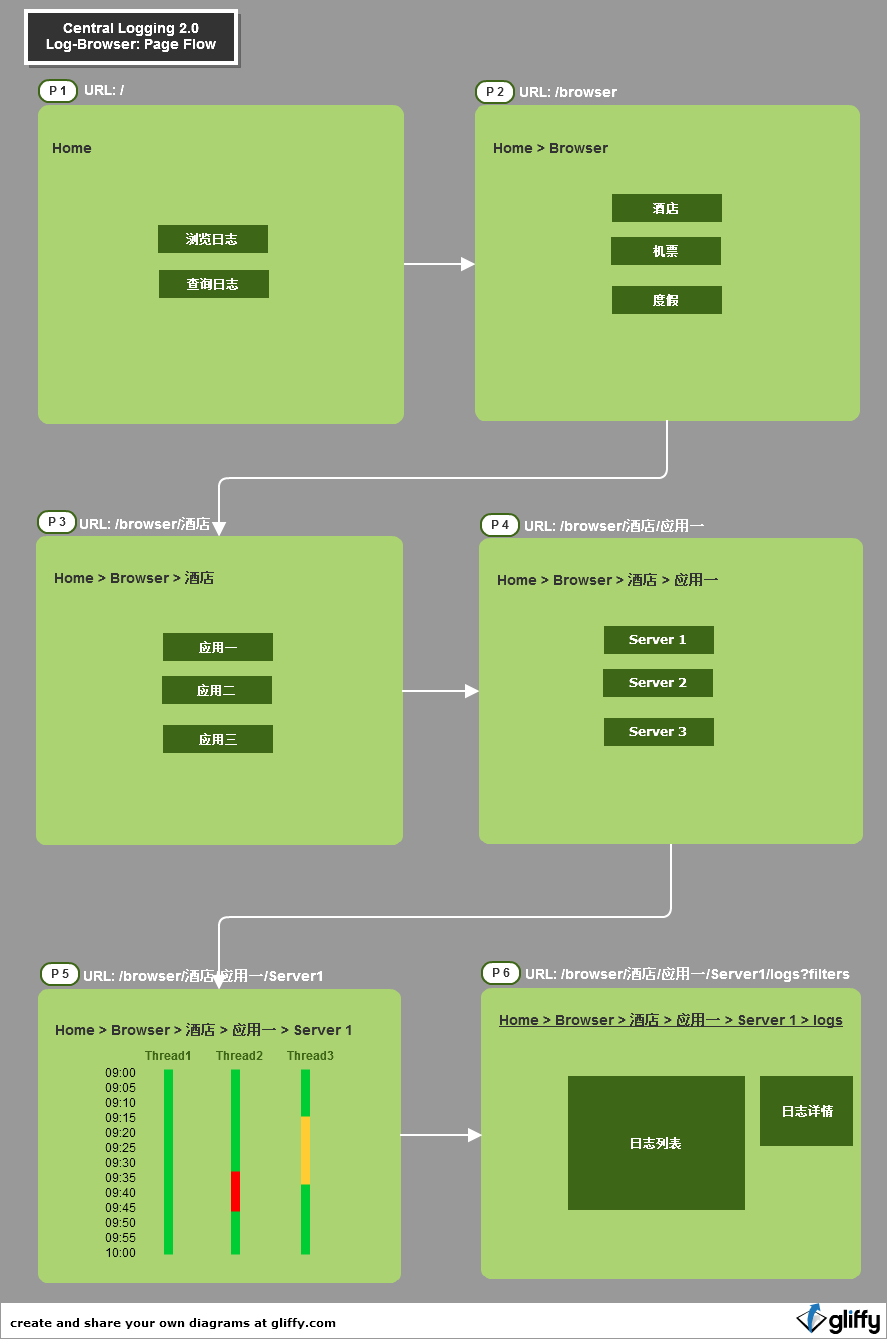 Central Logging 2.0
Log-Browser: Page Flow
P 1
URL: /
Home
浏览日志
查询日志
P 2
URL: /browser
Home > Browser
酒店
机票
度假
P 3
URL: /browser/酒店
Home > Browser > 酒店
应用一
应用二
应用三
P 4
URL: /browser/酒店/应用一
Home > Browser > 酒店 > 应用一
Server 1
Server 2
Server 3
P 5
URL: /browser/酒店/应用一/Server1
Home > Browser > 酒店 > 应用一 > Server 1
Thread1 Thread2 Thread3
09:00
09:05
09:10
09:15
09:20
09:25
09:30
09:35
09:40
09:45
09:50
09:55
10:00
P 6
URL: /browser/酒店/应用一/Server1/logs?filters
Home > Browser > 酒店 > 应用一 > Server 1 > logs
日志列表
日志详情
create and share your own diagrams at gliffy.com
gliffy